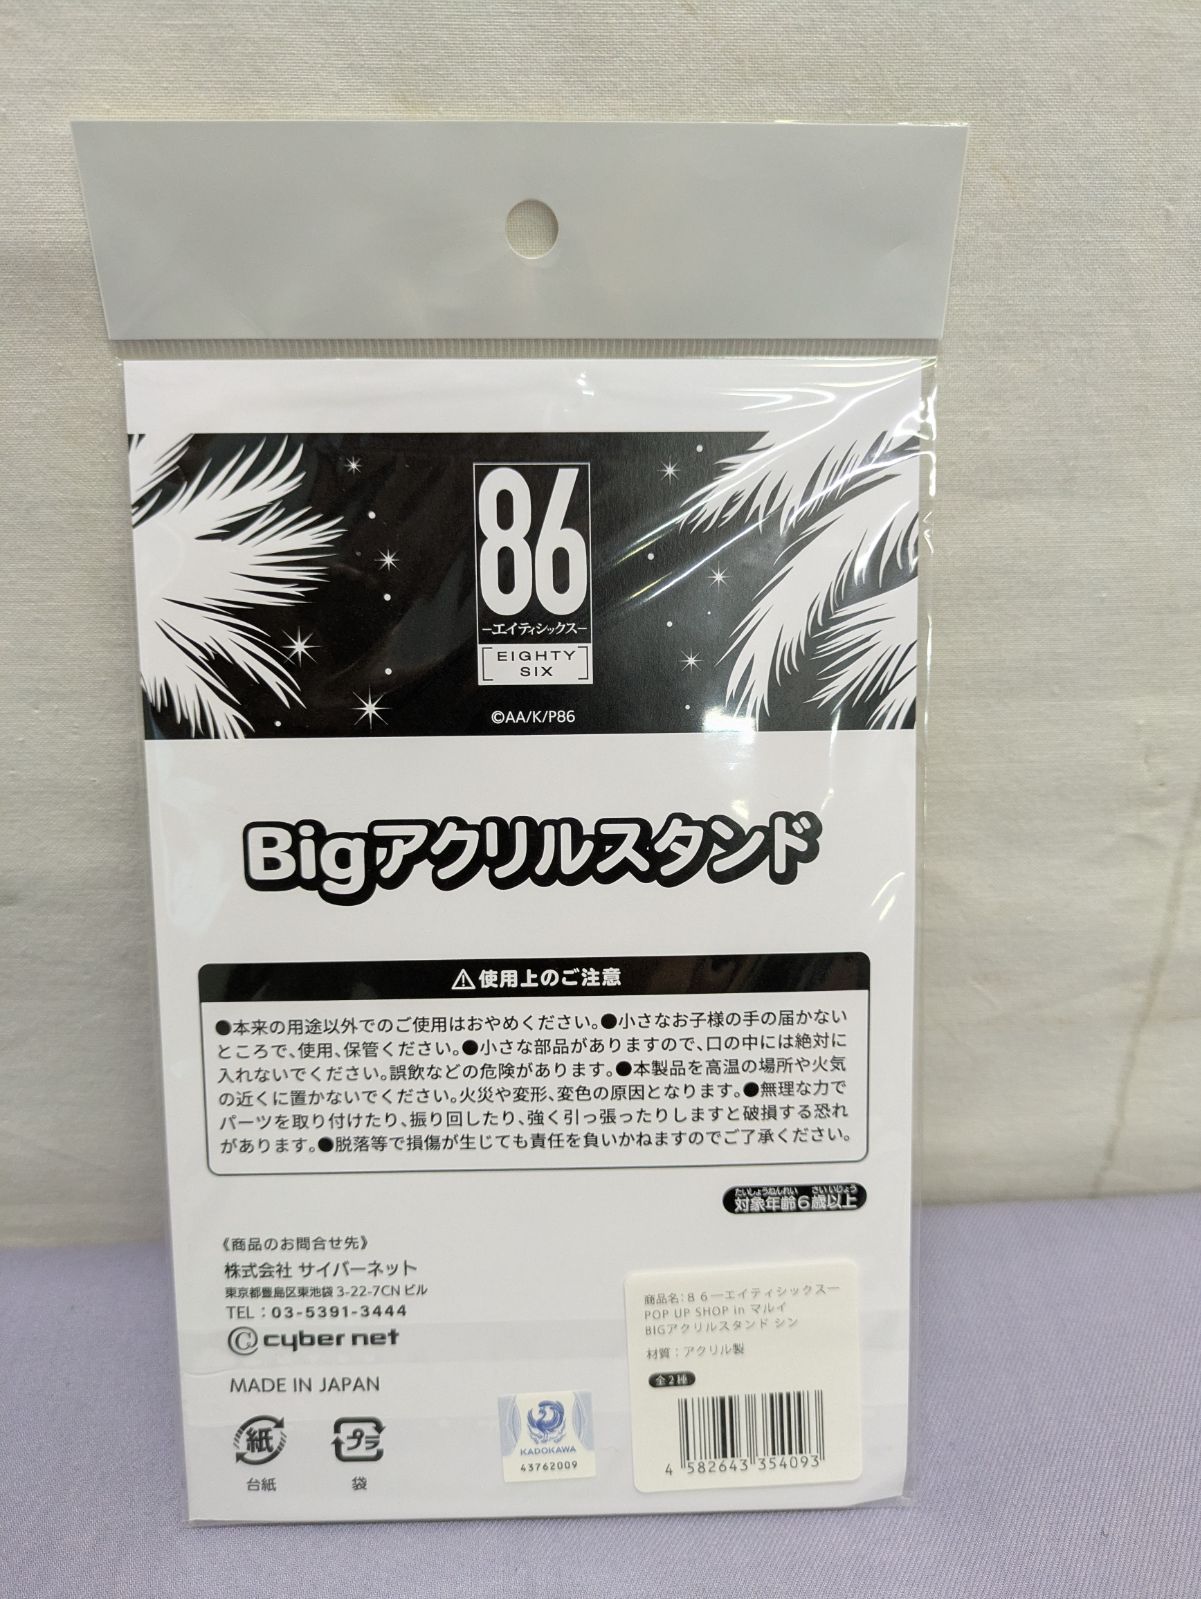 86
−エイティシックス−
EIGHTY
SIX
©AA/K/P86
Bigアクリルスタンド
⚠使用上のご注意
●本来の用途以外でのご使用はおやめください。●小さなお子様の手の届かない
ところで、使用、保管ください。●小さな部品がありますので、口の中には絶対に
入れないでください。誤飲などの危険があります。●本製品を高温の場所や火気
の近くに置かないでください。火災や変形、変色の原因となります。●無理な力で
パーツを取り付けたり、振り回したり、強く引っ張ったりしますと破損する恐れ
があります。●脱落等で損傷が生じても責任を負いかねますのでご了承ください。
たいしょうねんれい さいいじょう
対象年齢6歳以上
《商品のお問合せ先》
株式会社 サイバーネット
東京都豊島区東池袋 3-22-7CN ビル
TEL：03-5391-3444
cyber net
MADE IN JAPAN
紙
台紙
プラ
袋
KADOKAWA
43762009
商品名：８６―エイティシックス―
POP UP SHOP in マルイ
BIGアクリルスタンド シン
材質：アクリル製
全2種
4 582643 354093